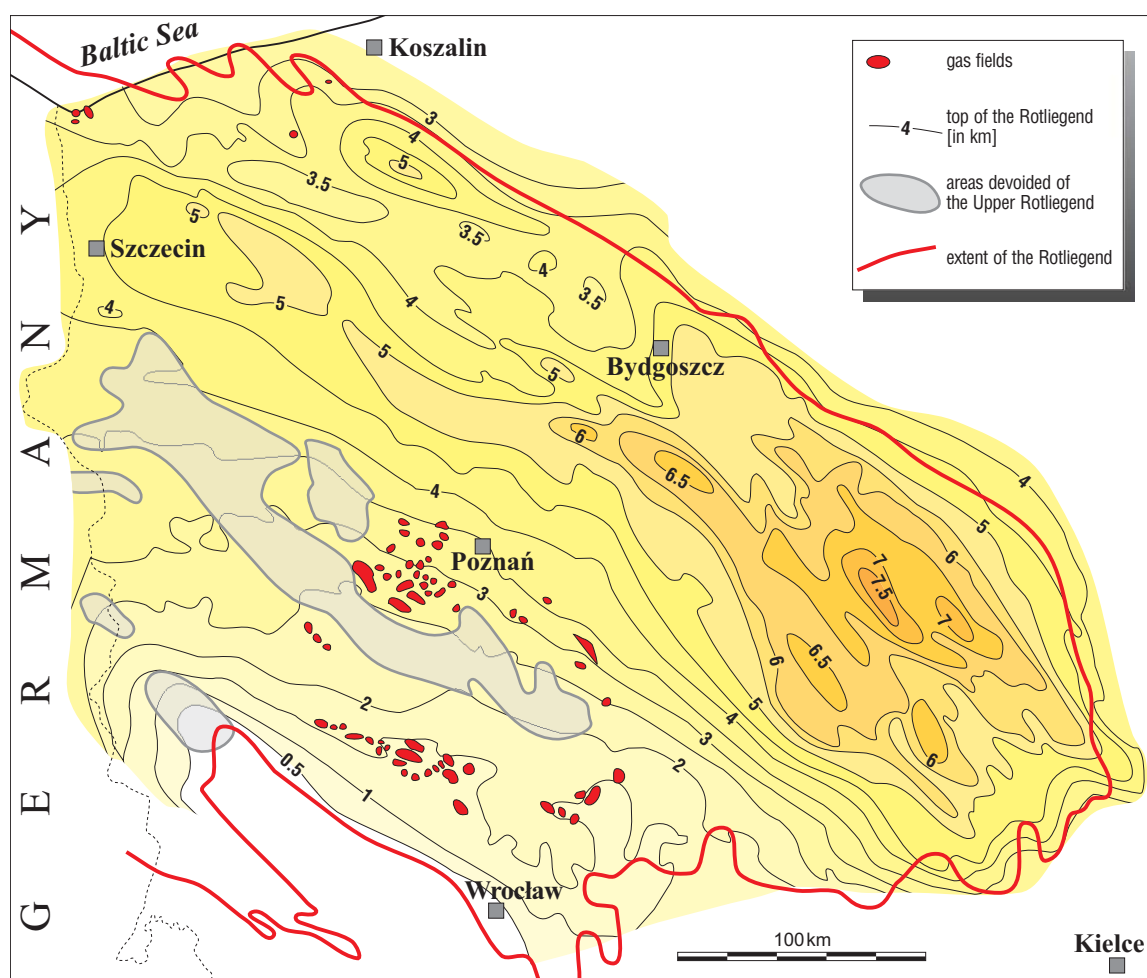 Baltic Sea
Koszalin
gas fields
3
4
4
top of the Rotliegend
[in km]
5
3.5
areas devoided of
the Upper Rotliegend
5
3.5
Szczecin
4
3.5
extent of the Rotliegend
5
4
4
5
5
Bydgoszcz
6
6.5
4
4
5
Poznań
3
6
7
7.5
7
6
6.5
2
5
4
3
2
6
0.5
1
Wrocław
100 km
Kielce
GERMANY